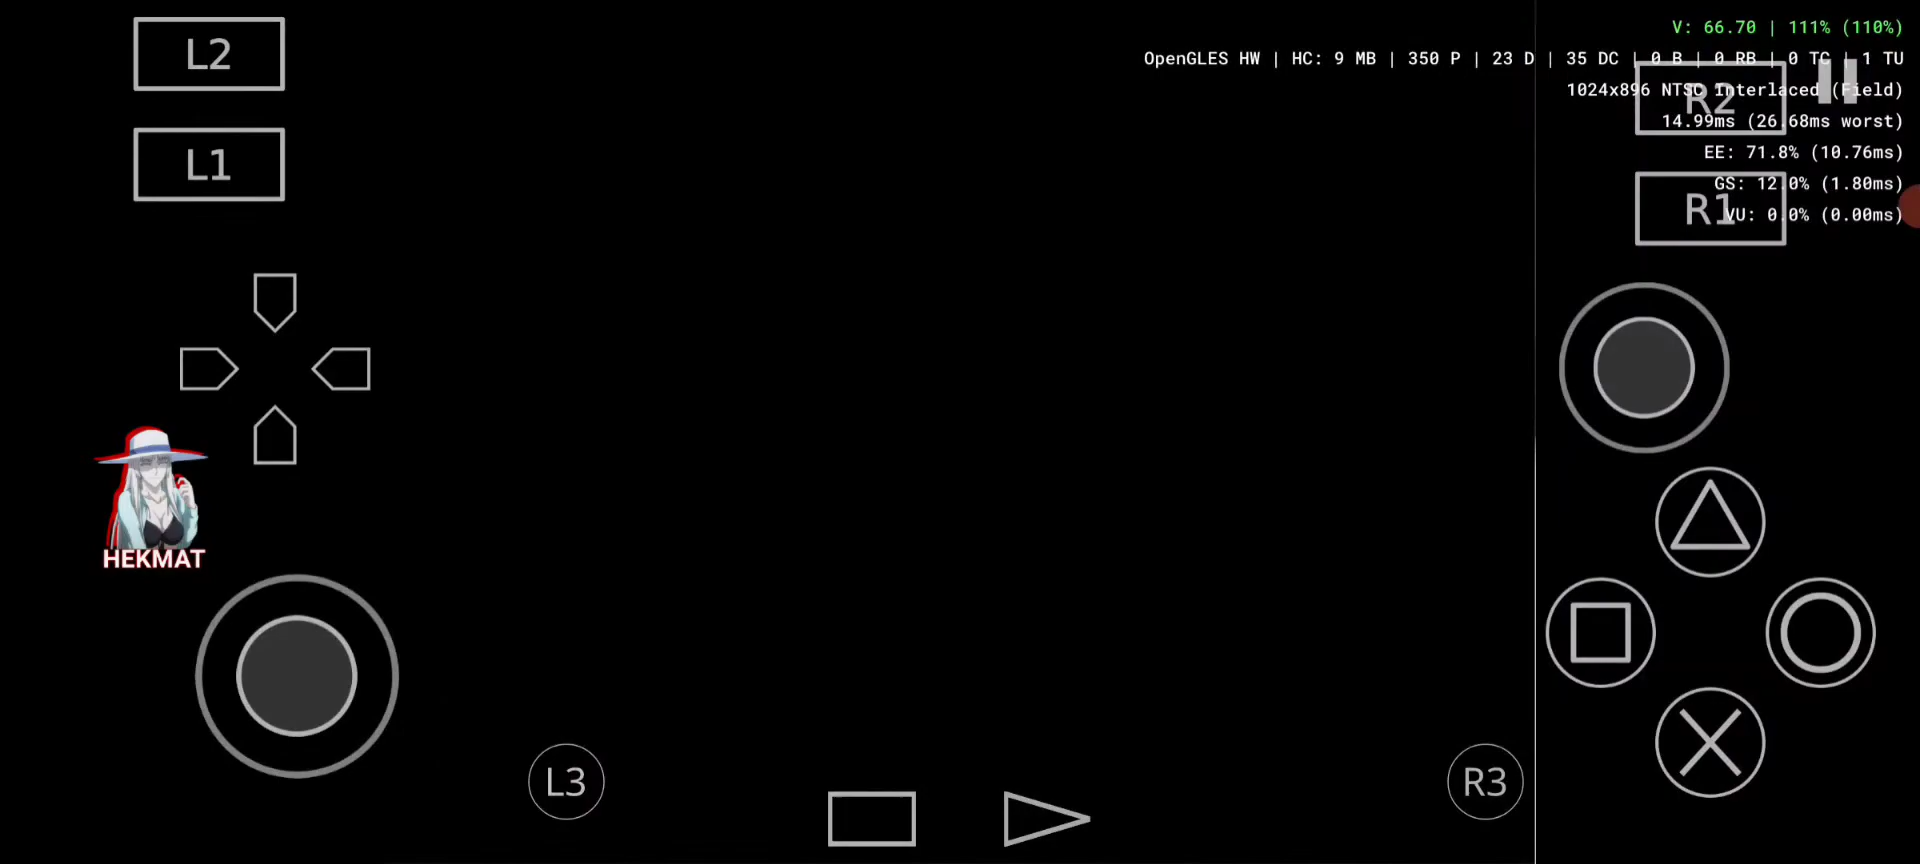 L2
L1
V: 66.70 | 111% (110%)
OpenGLES HW | HC: 9 MB | 350 P | 23 D | 35 DC | 0 B | 0 RB | 0 TC | 1 TU
1024x896 NTSC Interlaced (Field)
R2
14.99ms (26.68ms worst)
EE: 71.8% (10.76ms)
GS: 12.0% (1.80ms)
R1
VU: 0.0% (0.00ms)
HEKMAT
L3
R3